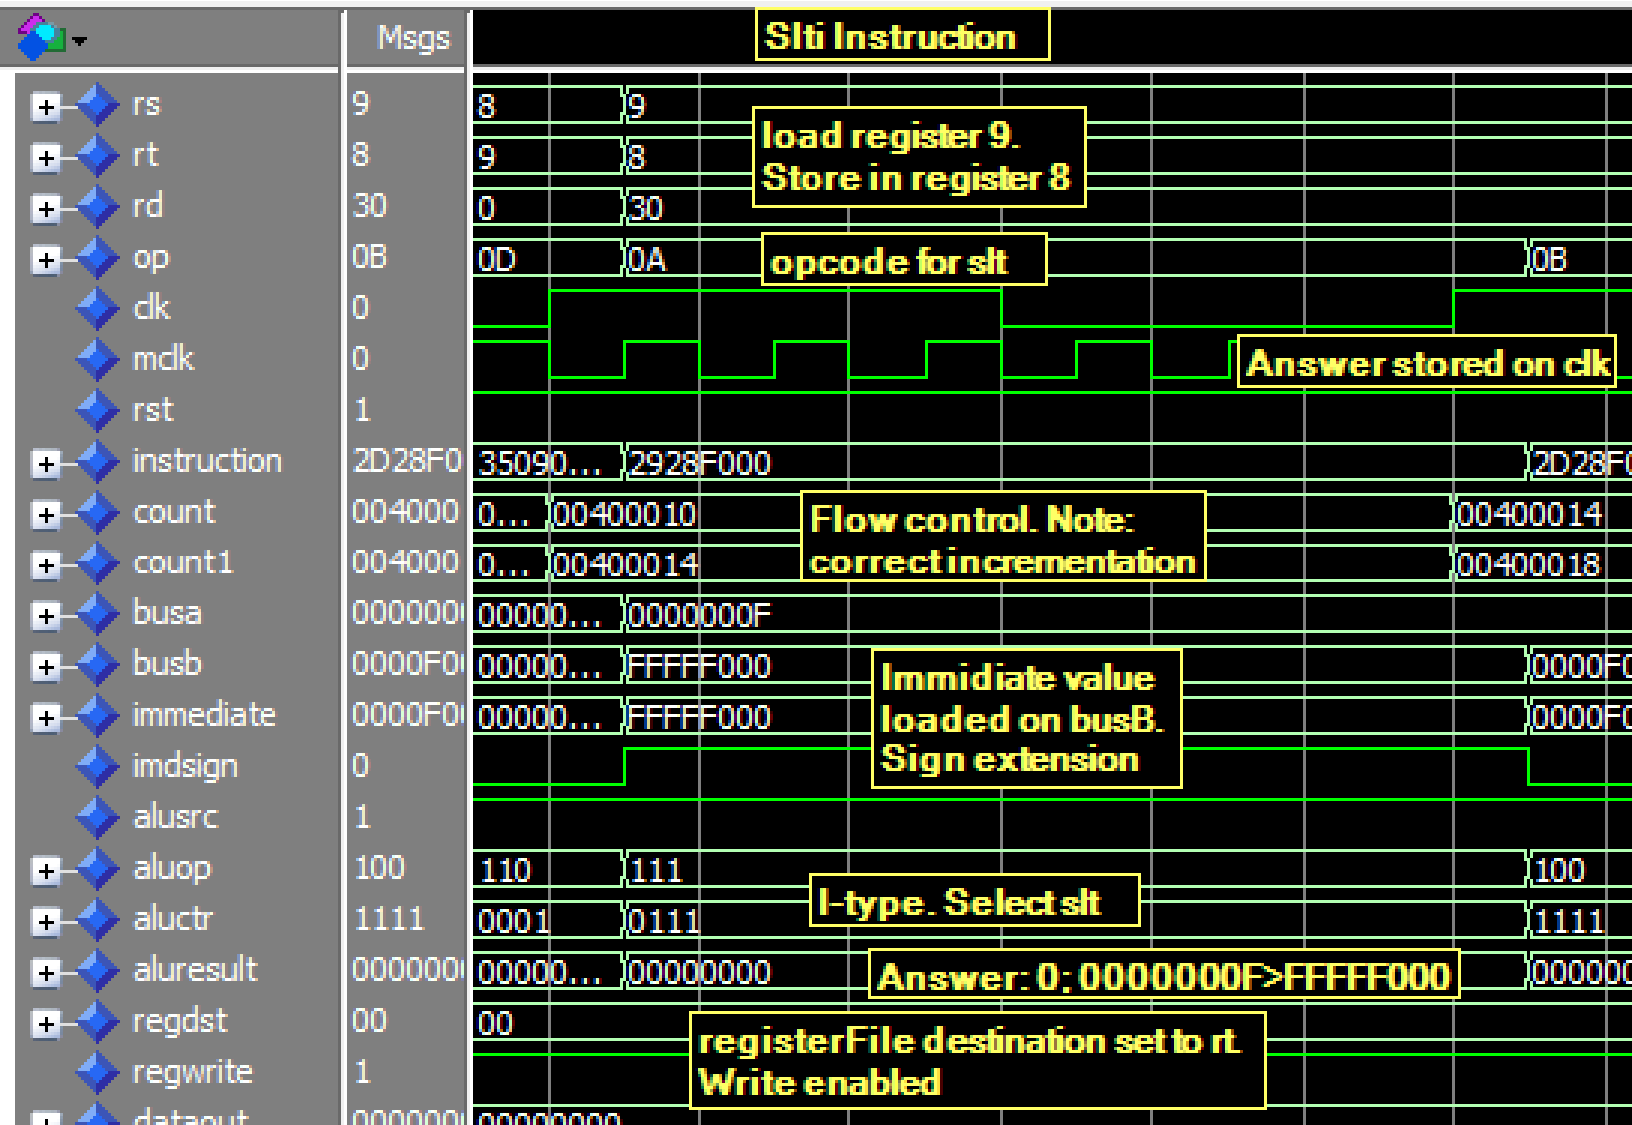 Msgs
Slti Instruction
rs 9 8 9
load register 9.
Store in register 8
rt 8 9 8
rd 30 0 30
op 0B 0D 0A 0B
opcode for slt
clk 0
mclk 0
Answer stored on clk
rst 1
instruction 2D28F0 35090... 2928F000 2D28F0
count 004000 0... 00400010 00400014
Flow control. Note:
correct incrementation
count1 004000 0... 00400014 00400018
busa 0000000 00000... 0000000F
busb 0000F00 00000... FFFFF000 0000F0
Immidiate value
loaded on busB.
Sign extension
immediate 0000F00 00000... FFFFF000 0000F0
imdsign 0
alusrc 1
aluop 100 110 111 100
I-type. Select slt
aluctr 1111 0001 0111 1111
aluresult 0000000 00000... 00000000 000000
Answer: 0; 0000000F>FFFFF000
regdst 00 00
registerFile destination set to rt.
Write enabled
regwrite 1
dataout 0000000 00000000